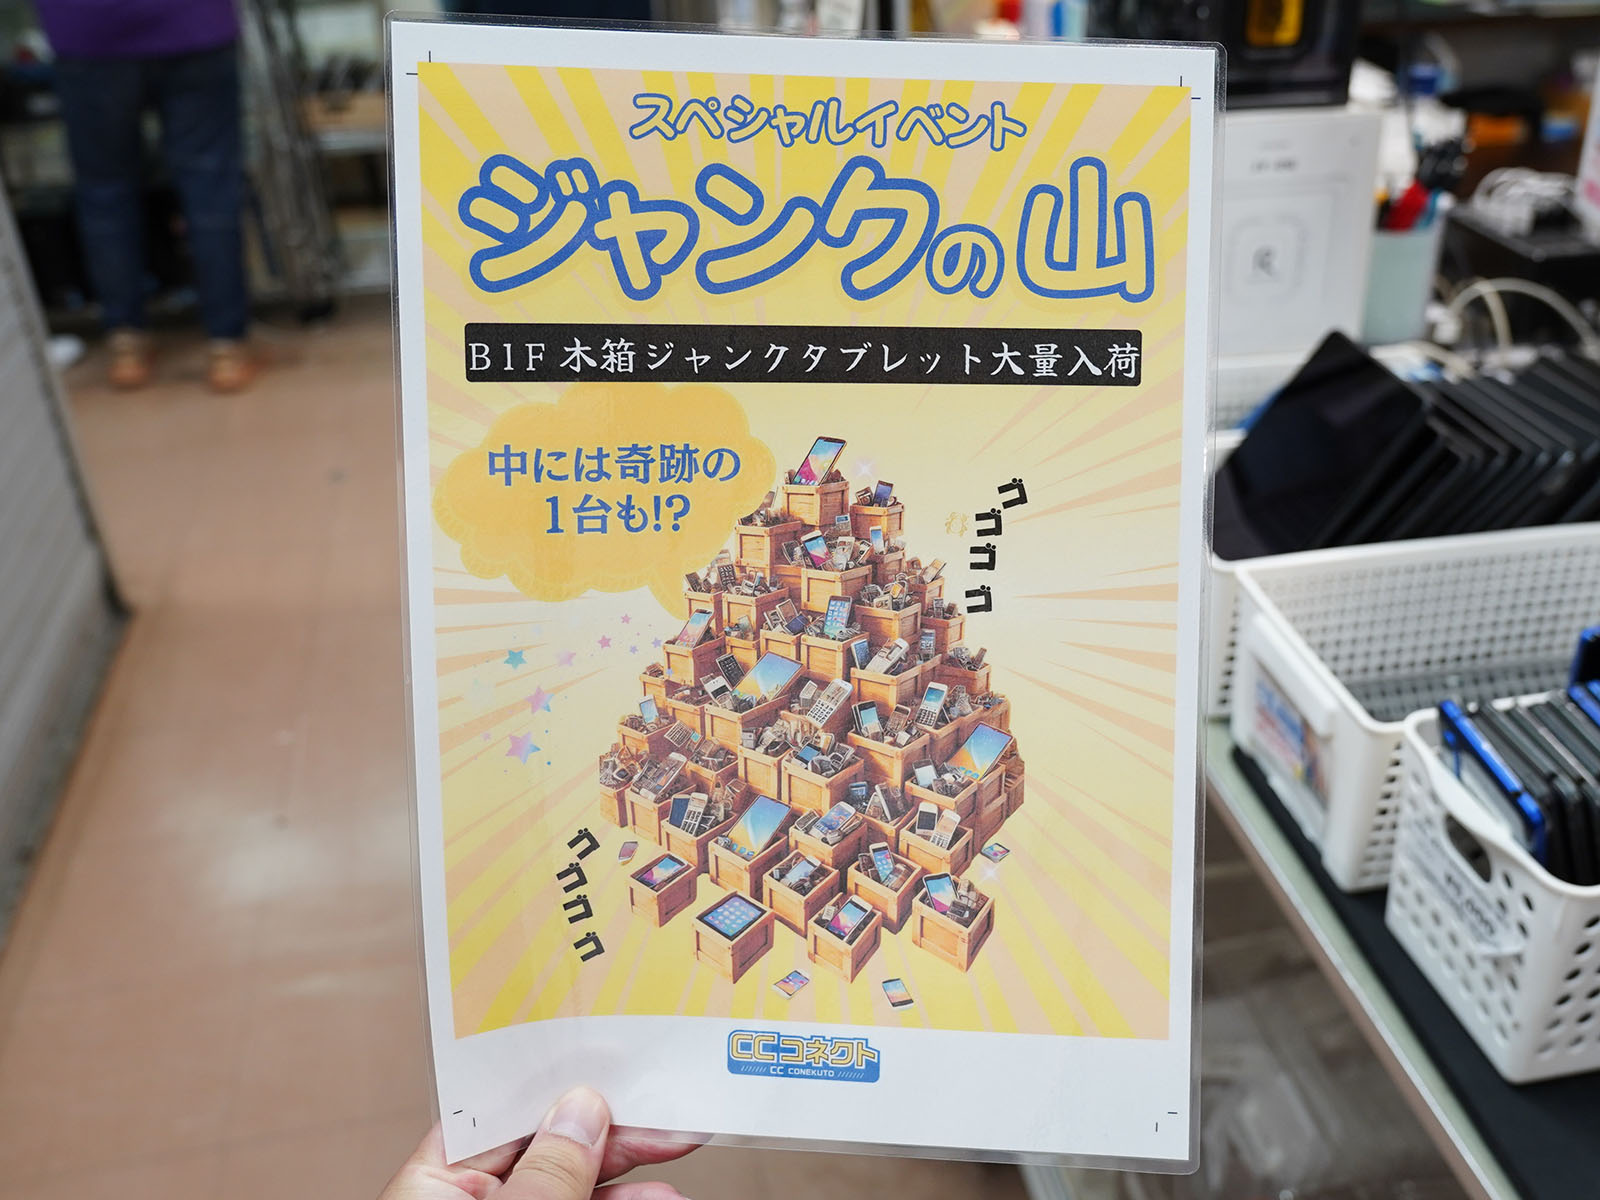 スペシャルイベント
ジャンクの山
B1F 木箱ジャンクタブレット大量入荷
中には奇跡の
1台も!?
ゴゴゴゴ
ゴゴゴゴ
CCコネクト
CC CONEKUTO